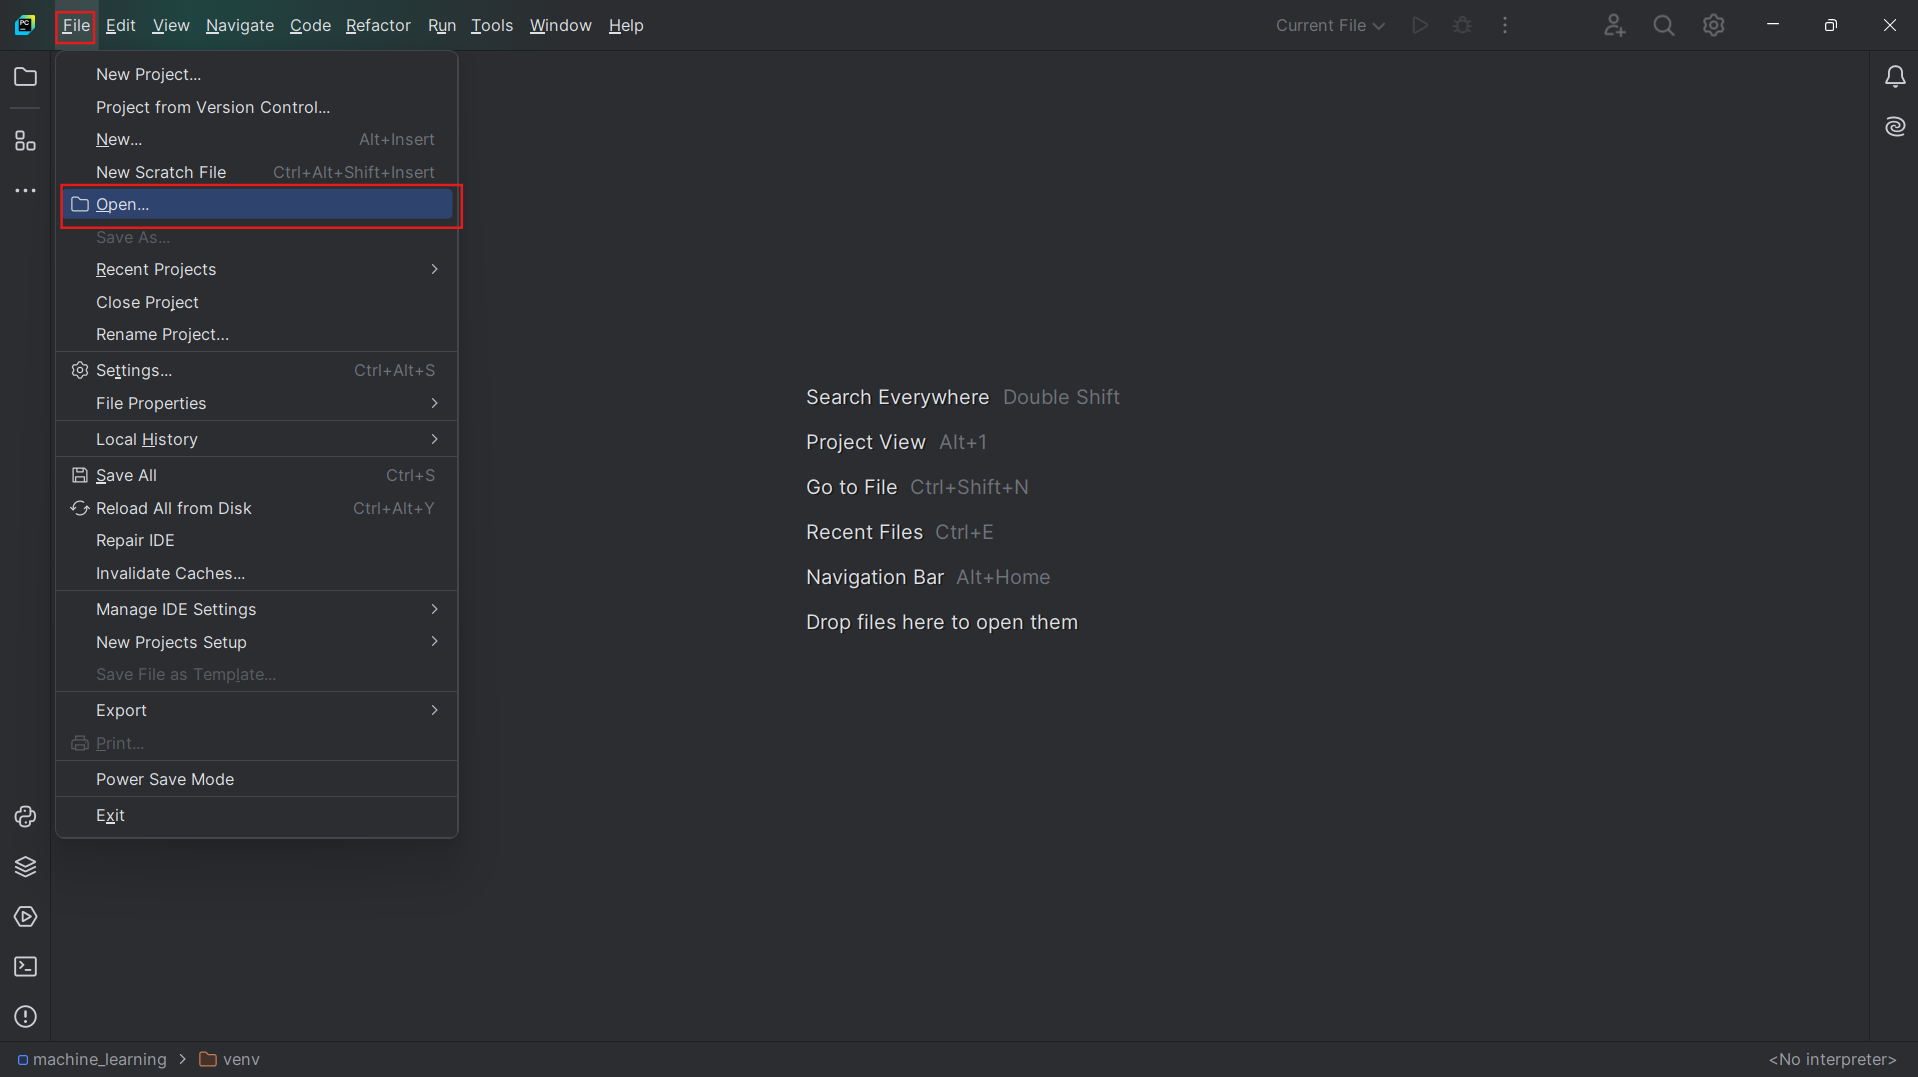 PC
File Edit View Navigate Code Refactor Run Tools Window Help
Current File
New Project...
Project from Version Control...
New... Alt+Insert
New Scratch File Ctrl+Alt+Shift+Insert
Open...
Save As...
Recent Projects
Close Project
Rename Project...
Settings... Ctrl+Alt+S
File Properties
Local History
Save All Ctrl+S
Reload All from Disk Ctrl+Alt+Y
Repair IDE
Invalidate Caches...
Manage IDE Settings
New Projects Setup
Save File as Template...
Export
Print...
Power Save Mode
Exit
Search Everywhere Double Shift
Project View Alt+1
Go to File Ctrl+Shift+N
Recent Files Ctrl+E
Navigation Bar Alt+Home
Drop files here to open them
machine_learning > venv
<No interpreter>